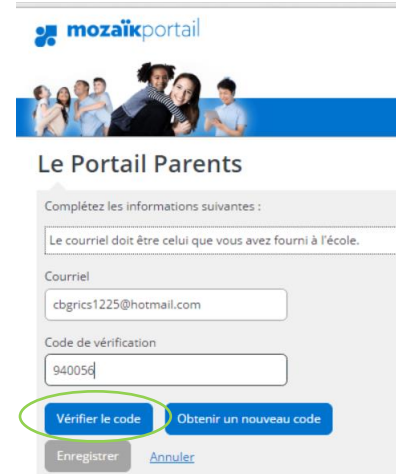 mozaïkportail
Le Portail Parents
Complétez les informations suivantes :
Le courriel doit être celui que vous avez fourni à l'école.
Courriel
cbgrics1225@hotmail.com
Code de vérification
940056
Vérifier le code Obtenir un nouveau code
Enregistrer Annuler